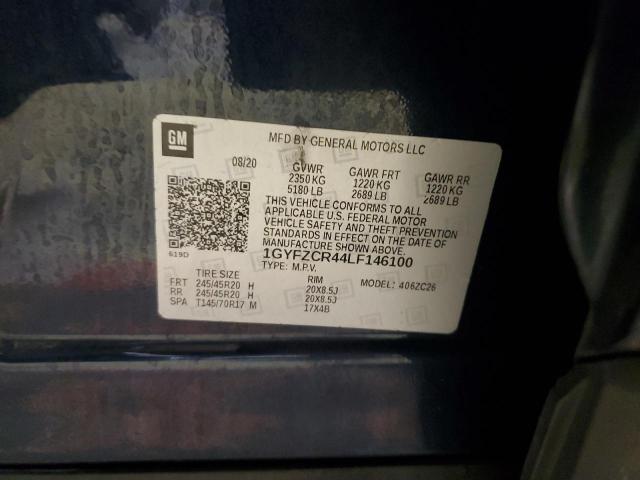 GM
MFD BY GENERAL MOTORS LLC
08/20
GVWR GAWR FRT GAWR RR
2350 KG 1220 KG 1220 KG
5180 LB 2689 LB 2689 LB
THIS VEHICLE CONFORMS TO ALL
APPLICABLE U.S. FEDERAL MOTOR
VEHICLE SAFETY AND THEFT PREVENTION
STANDARDS IN EFFECT ON THE DATE OF
MANUFACTURE SHOWN ABOVE.
1GYFZCR44LF146100
619D
TYPE: M.P.V. MODEL: 406ZC26
TIRE SIZE RIM
FRT 245/45R20 H 20X8.5J
RR 245/45R20 H 20X8.5J
SPA T145/70R17 M 17X4B